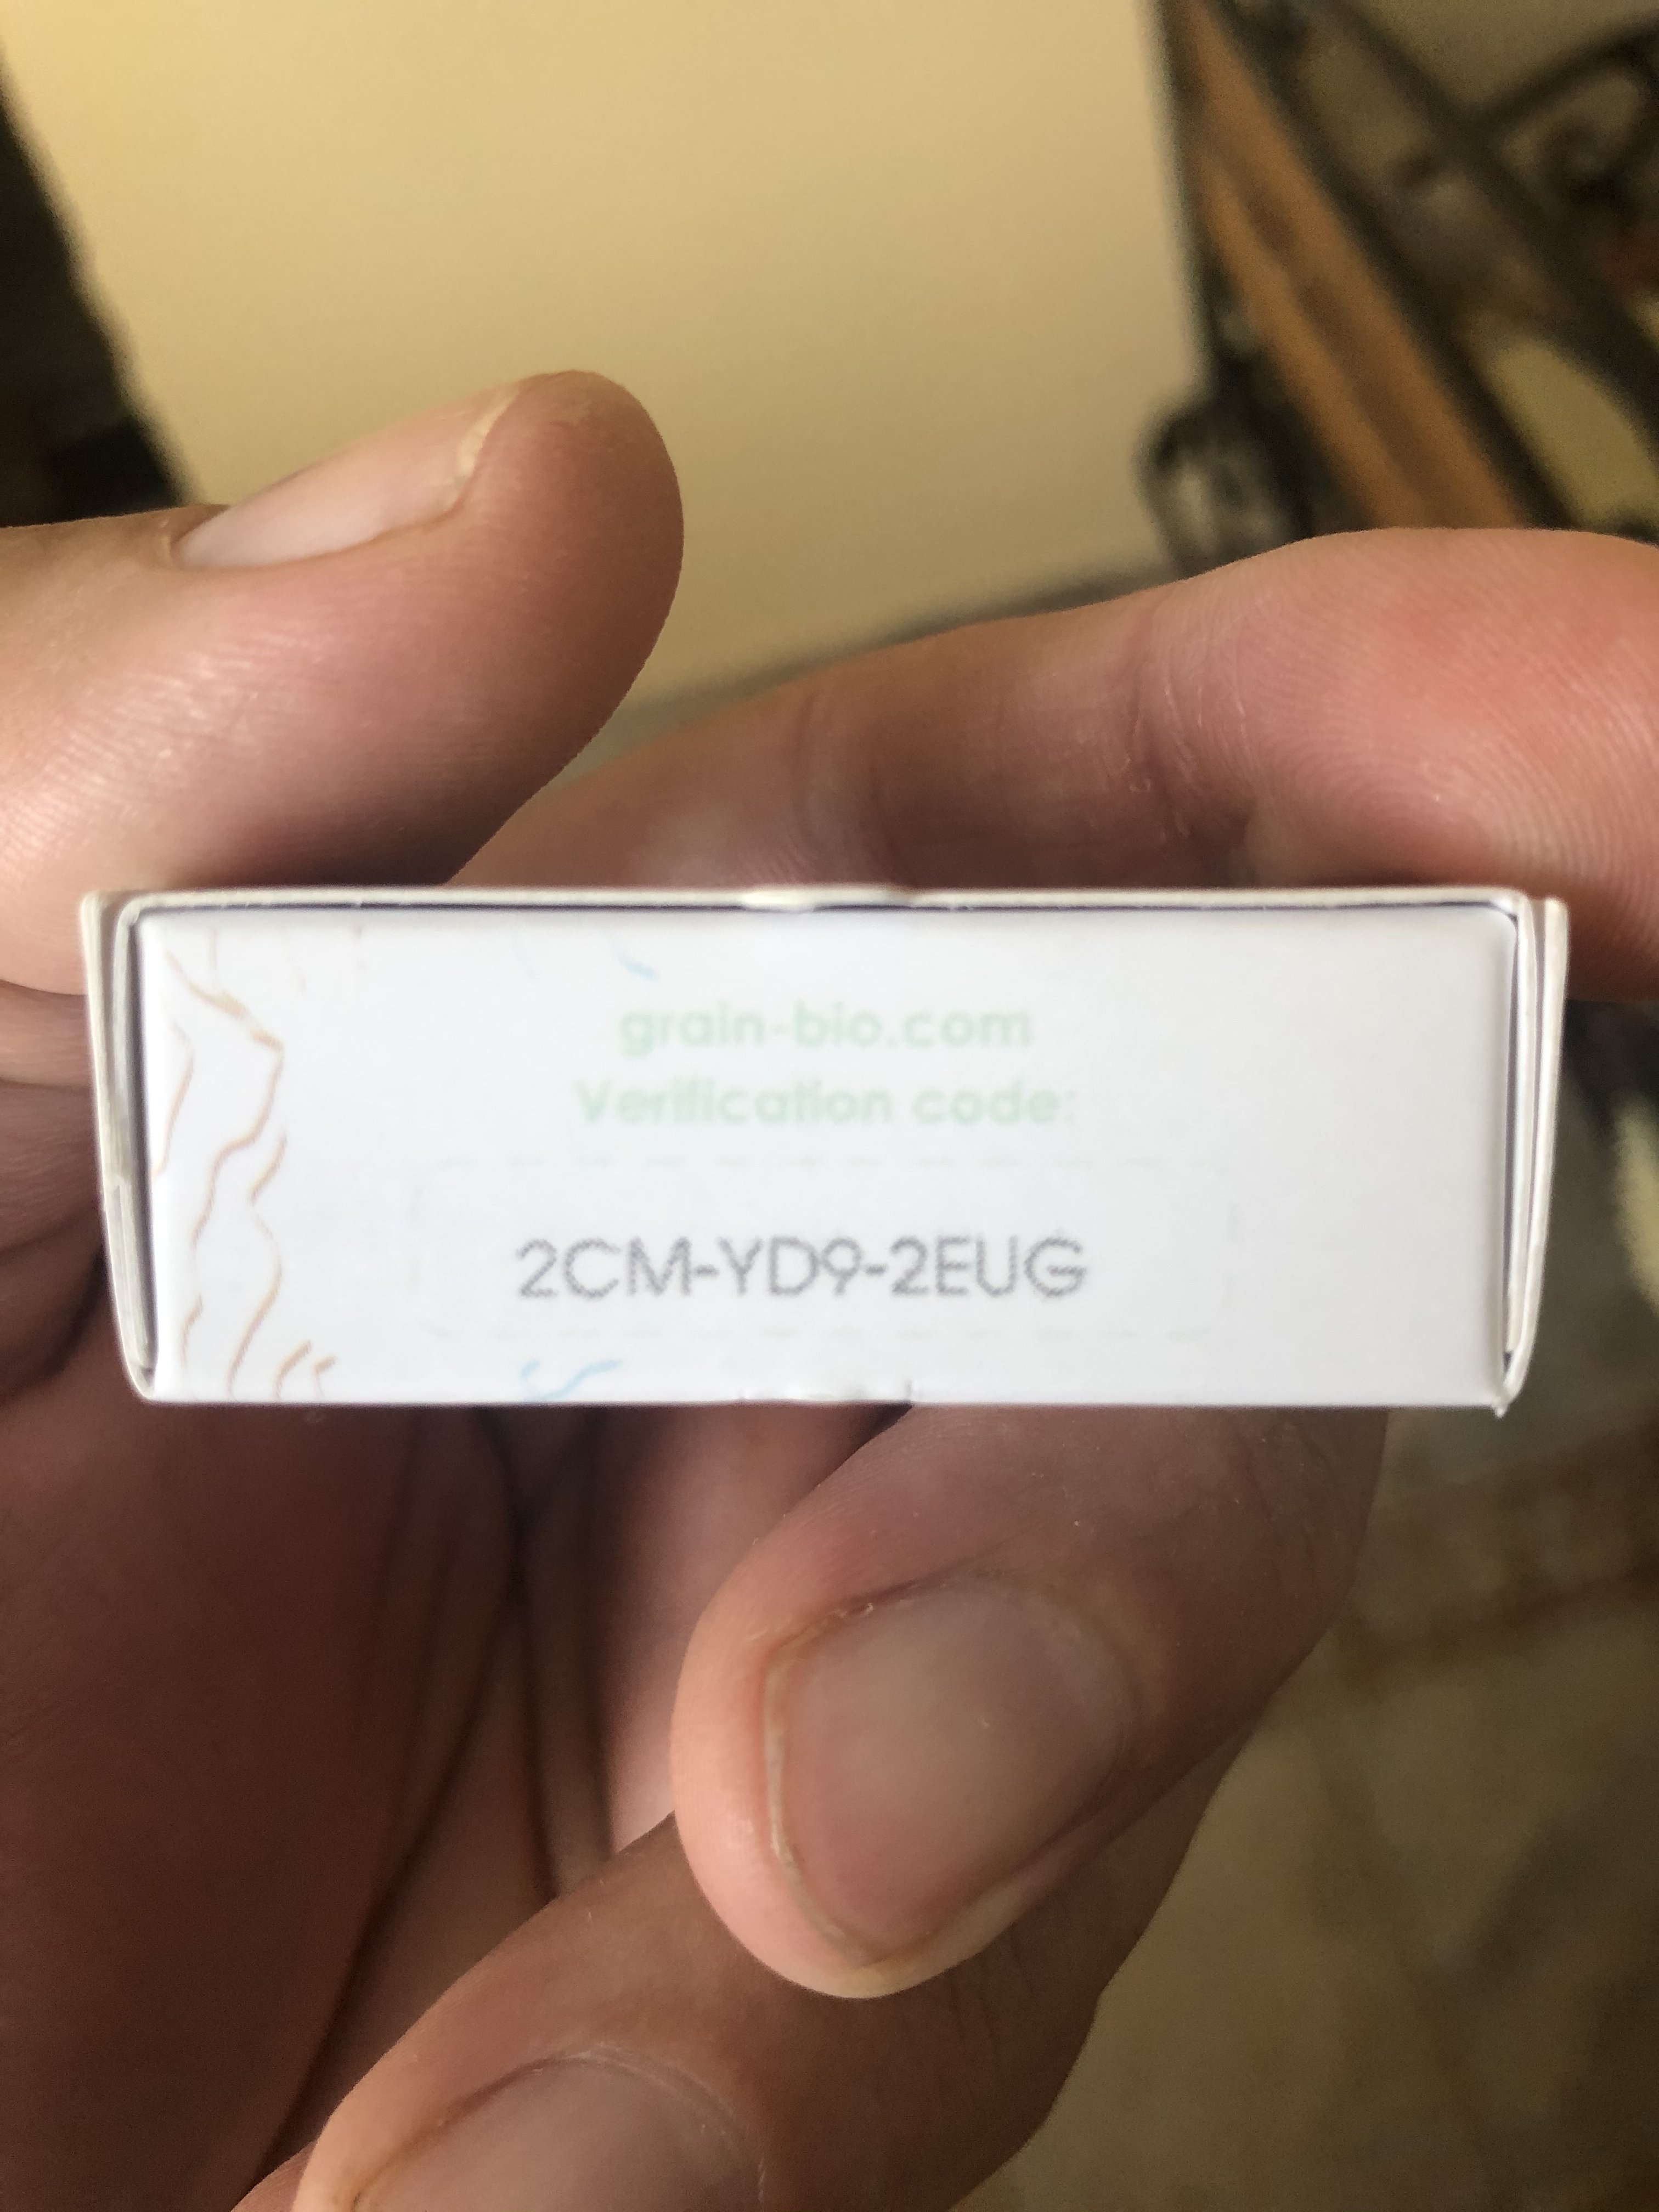 grain-bio.com
Verification code:
2CM-YD9-2EUG